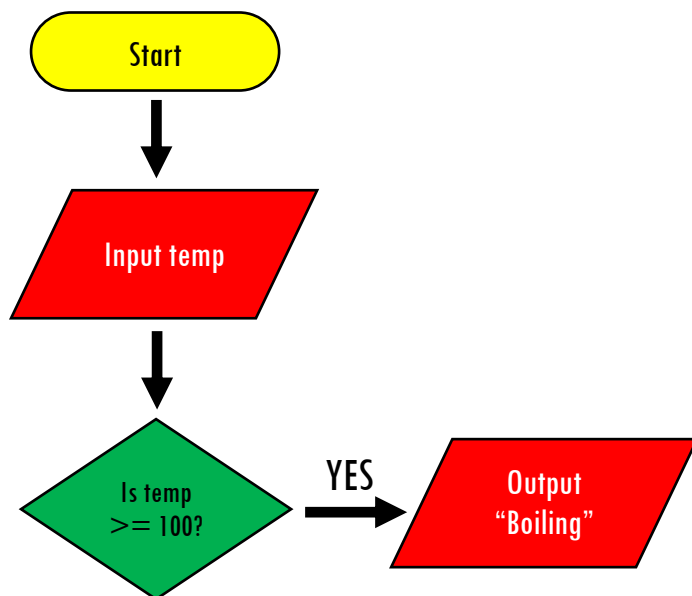 Start
Input temp
Is temp
>= 100?
YES
Output
“Boiling”